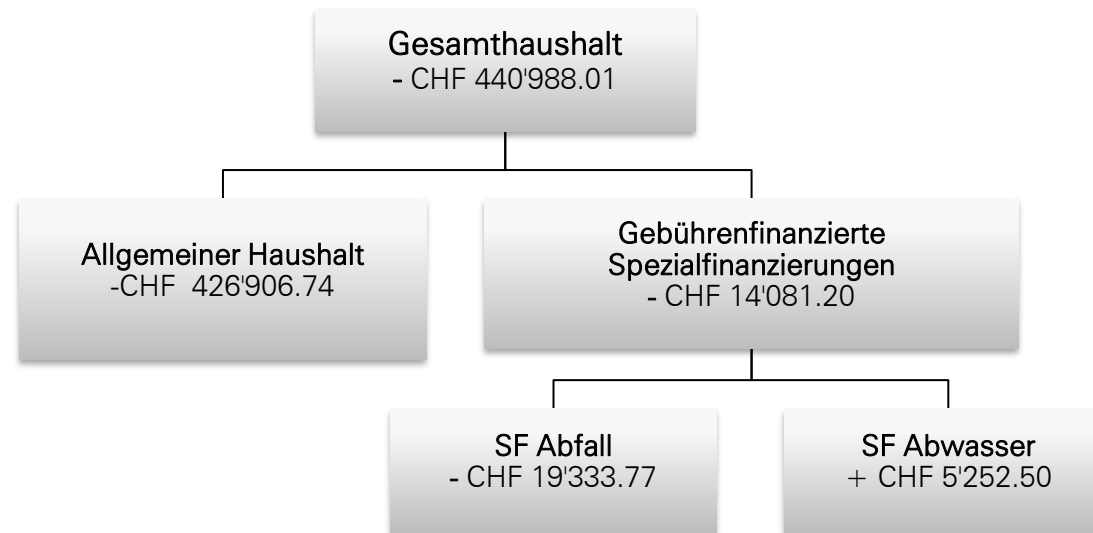 Gesamthaushalt
- CHF 440'988.01
Allgemeiner Haushalt
-CHF  426'906.74
Gebührenfinanzierte
Spezialfinanzierungen
- CHF 14'081.20
SF Abfall
- CHF 19'333.77
SF Abwasser
+ CHF 5'252.50